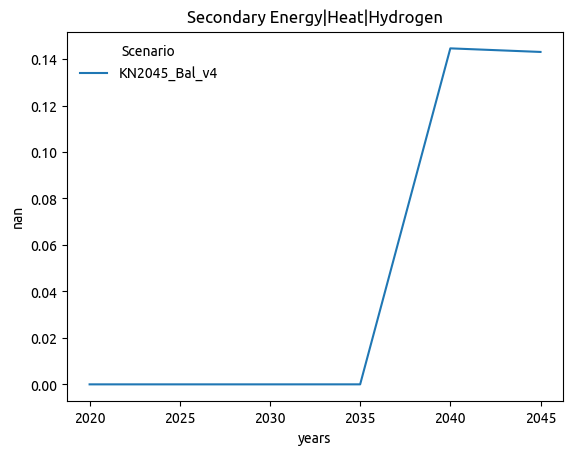 Secondary Energy|Heat|Hydrogen
Scenario
KN2045_Bal_v4
0.14
0.12
0.10
0.08
0.06
0.04
0.02
0.00
nan
2020 2025 2030 2035 2040 2045
years